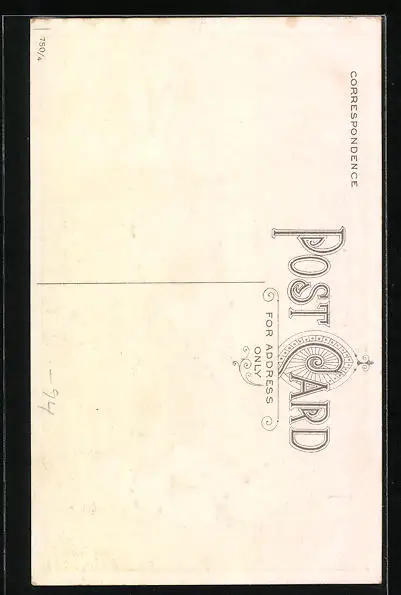 CORRESPONDENCE
POST CARD
FOR ADDRESS
ONLY
750/4
-94